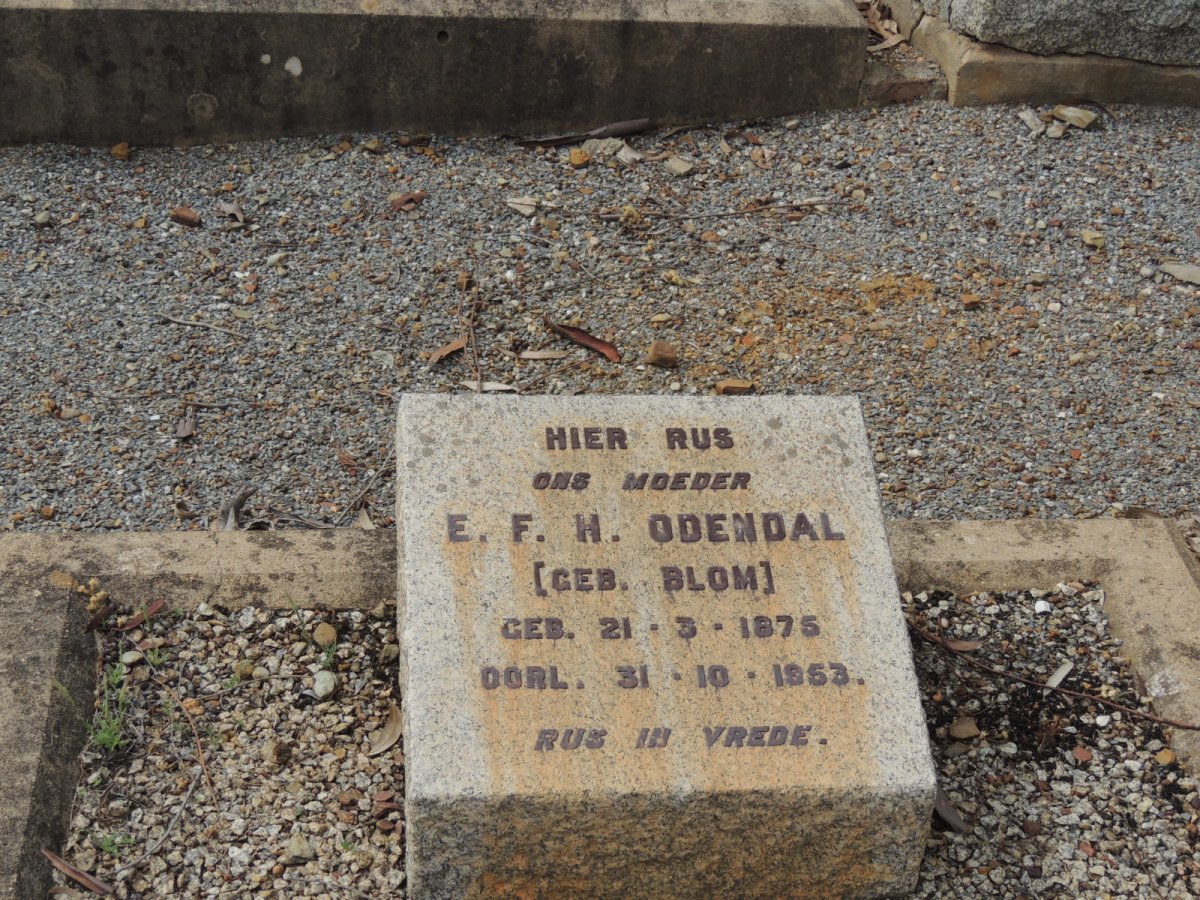 HIER RUS
ONS MOEDER
E. F. H. ODENDAL
[GEB. BLOM]
GEB. 21 · 3 · 1875
OORL. 31 · 10 · 1953.
RUS IN VREDE.